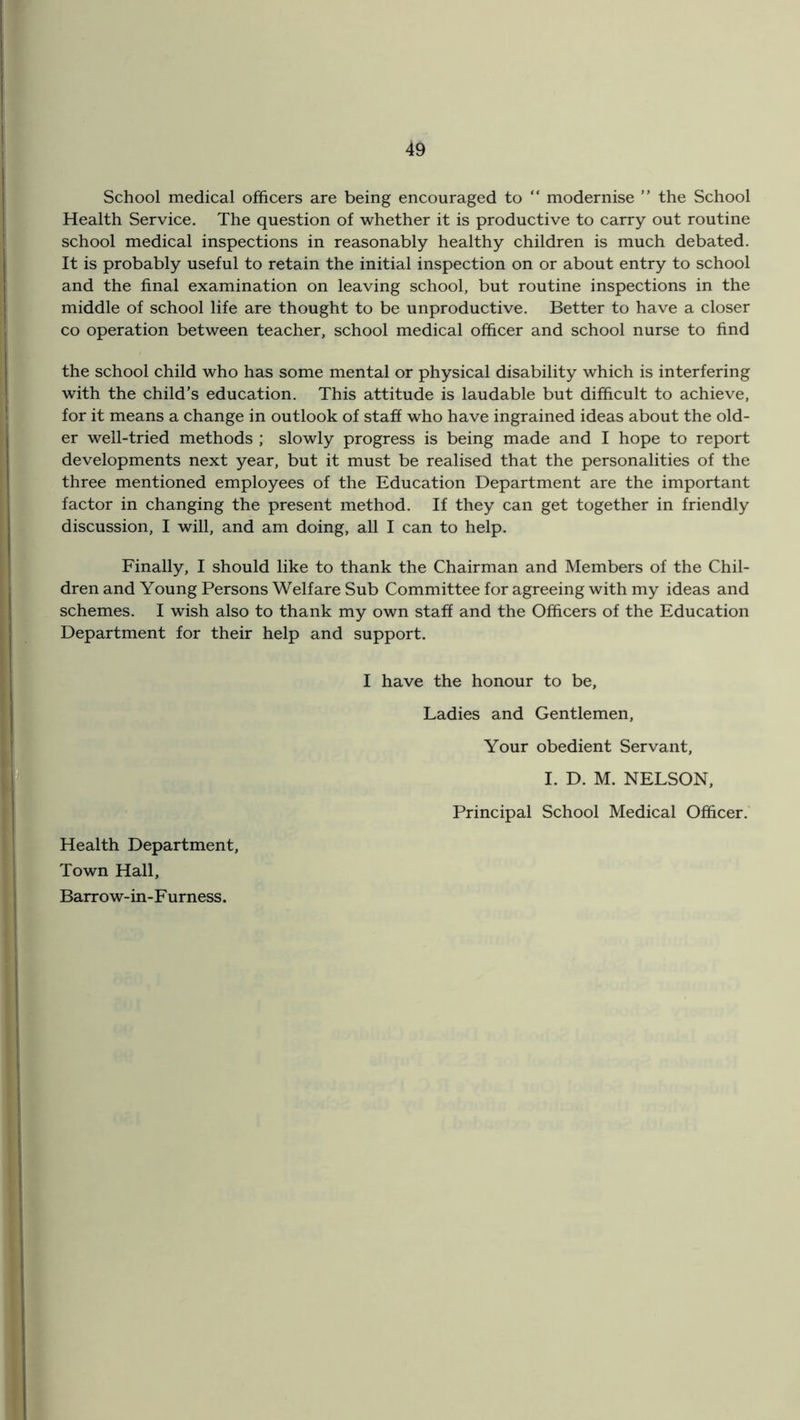 49
School medical officers are being encouraged to “ modernise ” the School
Health Service. The question of whether it is productive to carry out routine
school medical inspections in reasonably healthy children is much debated.
It is probably useful to retain the initial inspection on or about entry to school
and the final examination on leaving school, but routine inspections in the
middle of school life are thought to be unproductive. Better to have a closer
co operation between teacher, school medical officer and school nurse to find
the school child who has some mental or physical disability which is interfering
with the child’s education. This attitude is laudable but difficult to achieve,
for it means a change in outlook of staff who have ingrained ideas about the old-
er well-tried methods ; slowly progress is being made and I hope to report
developments next year, but it must be realised that the personalities of the
three mentioned employees of the Education Department are the important
factor in changing the present method. If they can get together in friendly
discussion, I will, and am doing, all I can to help.
Finally, I should like to thank the Chairman and Members of the Chil-
dren and Young Persons Welfare Sub Committee for agreeing with my ideas and
schemes. I wish also to thank my own staff and the Officers of the Education
Department for their help and support.
I have the honour to be,
Ladies and Gentlemen,
Your obedient Servant,
I. D. M. NELSON,
Principal School Medical Officer.
Health Department,
Town Hall,
Barrow-in-Furness.